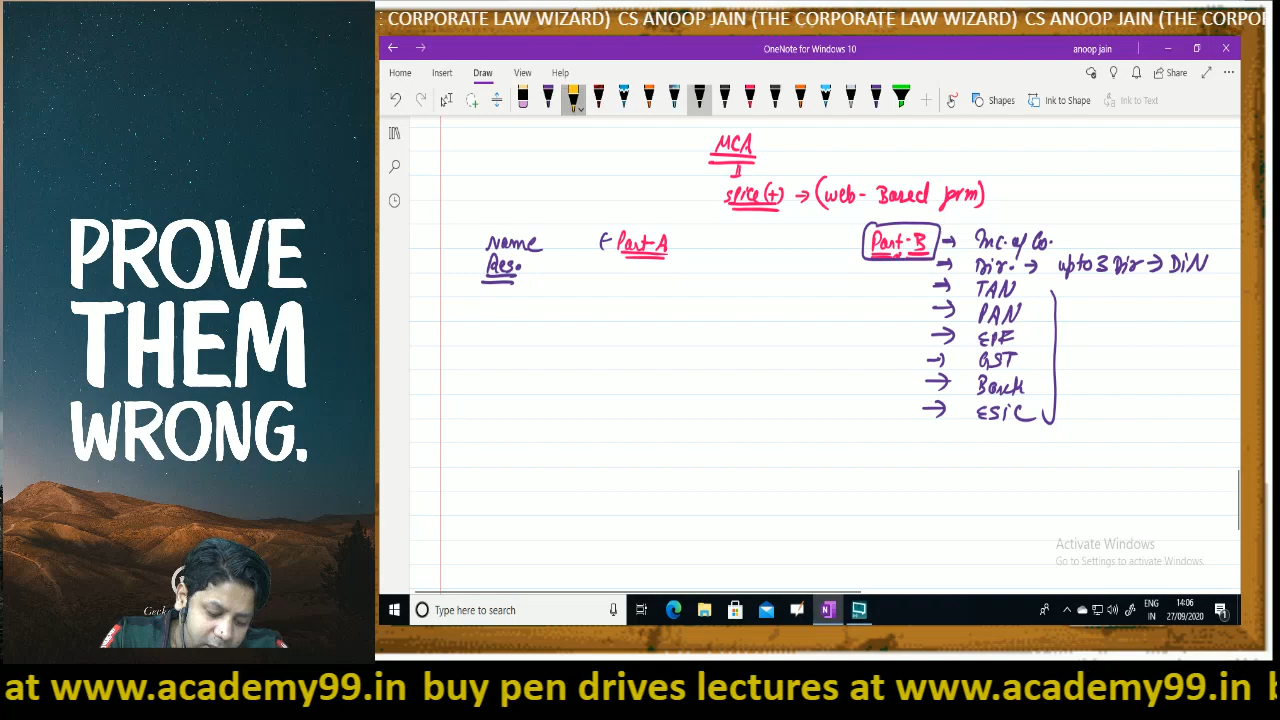 CORPORATE LAW WIZARD) CS ANOOP JAIN (THE CORPORATE LAW WIZARD) CS ANOOP JAIN (THE CORPOR
OneNote for Windows 10
anoop jain
Home Insert Draw View Help
Share
Shapes Ink to Shape Ink to Text
MCA
spice(+) → (web-Based form)
Name ← Part-A
Res.
Part-B → Inc. of Co.
→ Dir. → upto 3 Dir → DIN
→ TAN
→ PAN
→ EPF
→ GST
→ Bank
→ ESIC
PROVE
THEM
WRONG.
Activate Windows
Go to Settings to activate Windows.
Type here to search
ENG
IN
14:06
27/09/2020
1
at www.academy99.in buy pen drives lectures at www.academy99.in